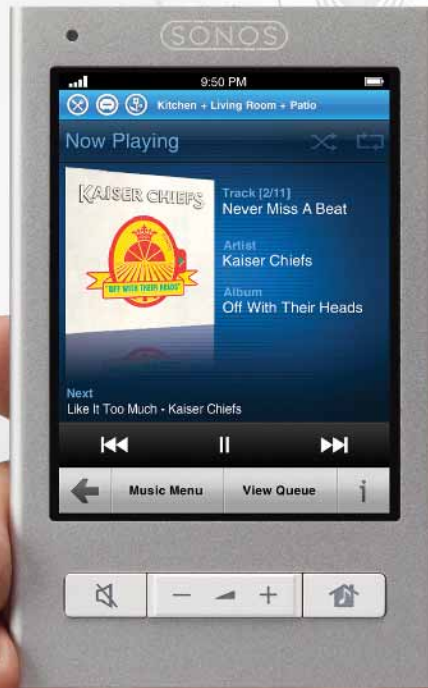 SONOS
9:50 PM
Kitchen + Living Room + Patio
Now Playing
KAISER CHIEFS
"OFF WITH THEIR HEADS"
Track [2/11]
Never Miss A Beat
Artist
Kaiser Chiefs
Album
Off With Their Heads
Next
Like It Too Much - Kaiser Chiefs
Music Menu
View Queue
i